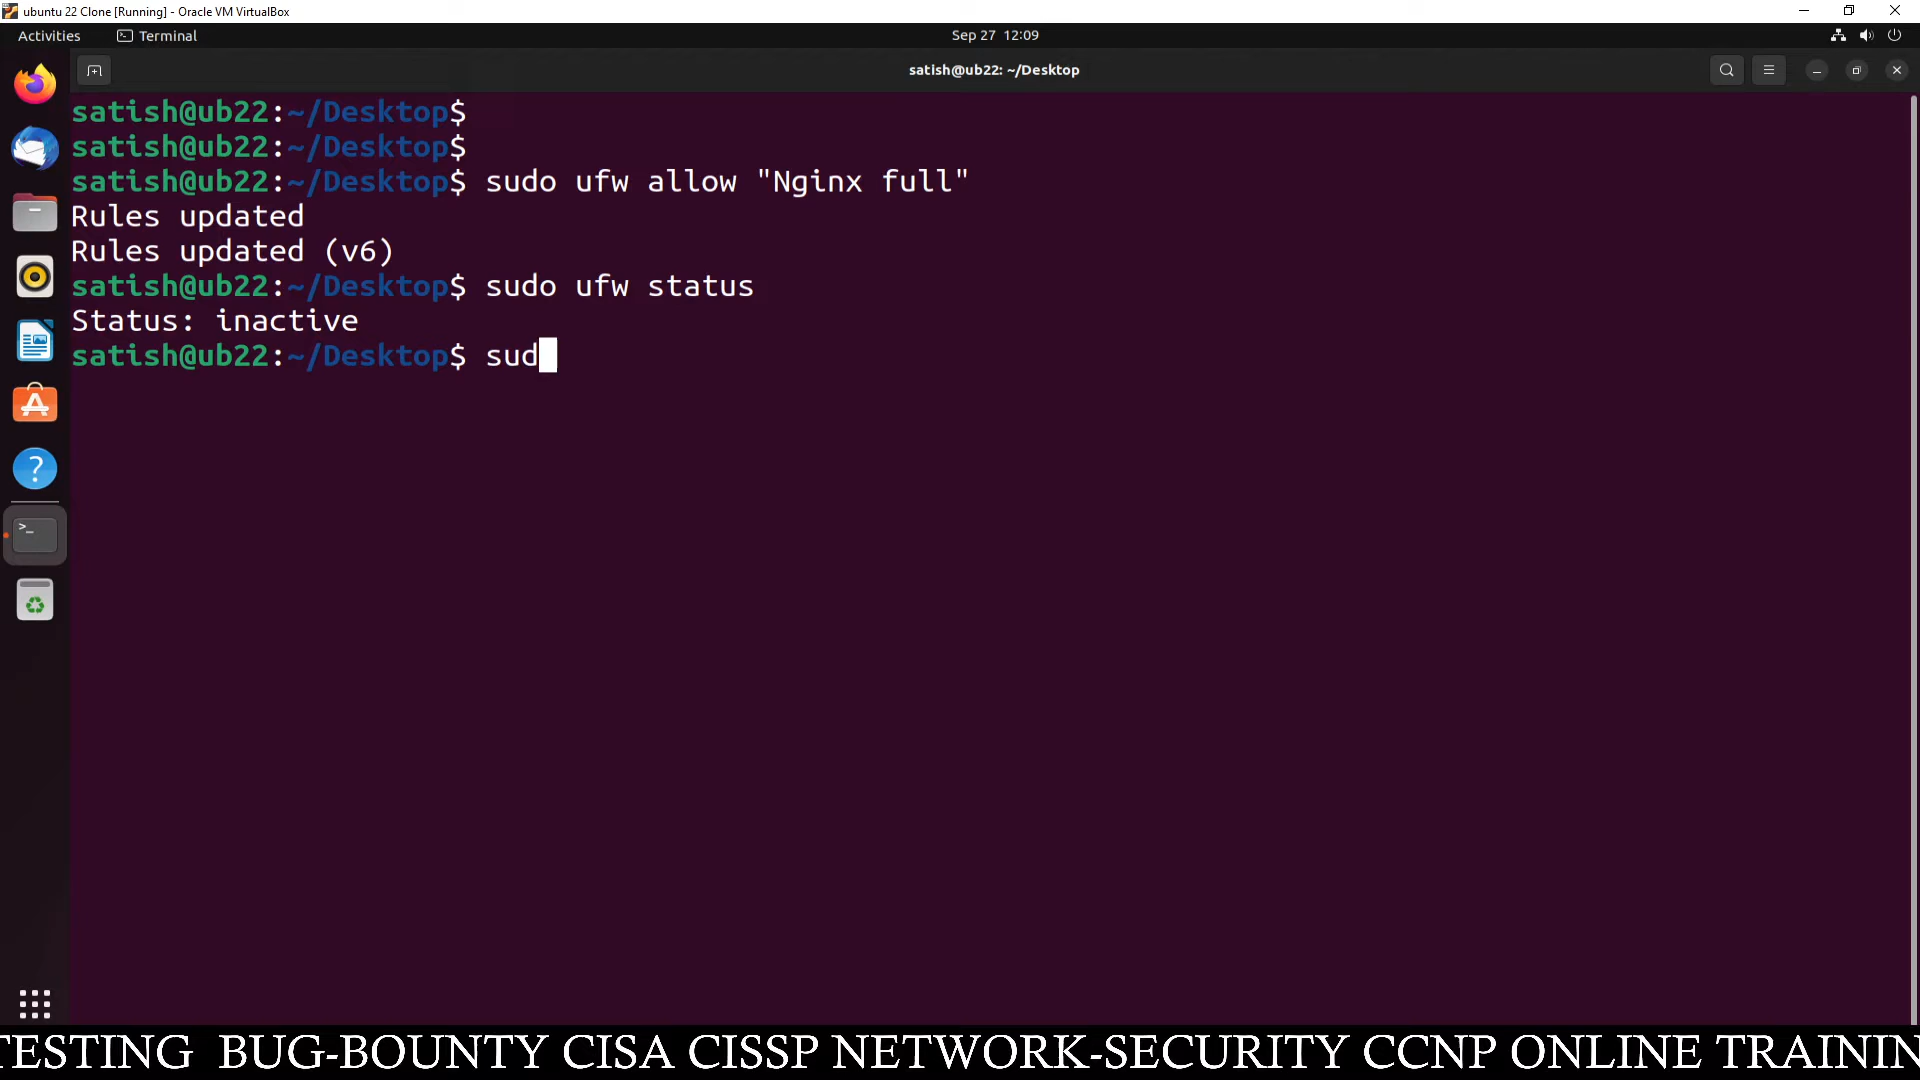 ubuntu 22 Clone [Running] - Oracle VM VirtualBox
Activities Terminal Sep 27 12:09
satish@ub22: ~/Desktop
satish@ub22:~/Desktop$
satish@ub22:~/Desktop$
satish@ub22:~/Desktop$ sudo ufw allow "Nginx full"
Rules updated
Rules updated (v6)
satish@ub22:~/Desktop$ sudo ufw status
Status: inactive
satish@ub22:~/Desktop$ sud
TESTING BUG-BOUNTY CISA CISSP NETWORK-SECURITY CCNP ONLINE TRAININ